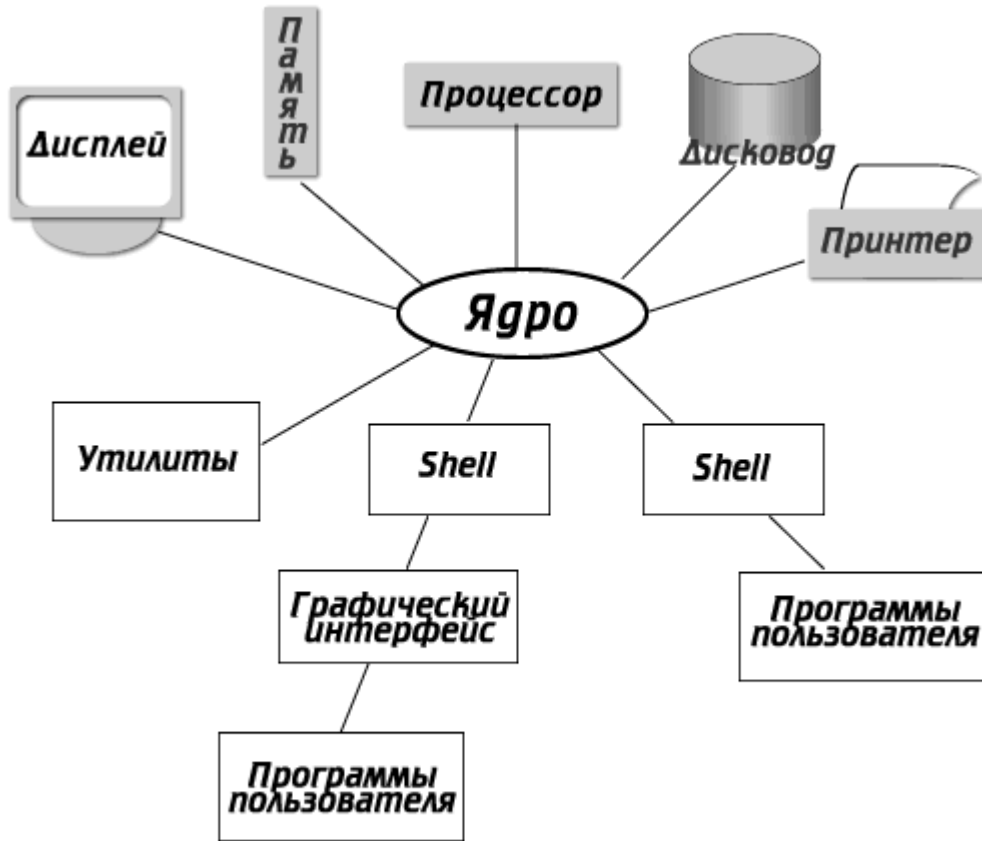 Память
Процессор
Дисплей
Дисковод
Принтер
Ядро
Утилиты
Shell
Shell
Графический
интерфейс
Программы
пользователя
Программы
пользователя